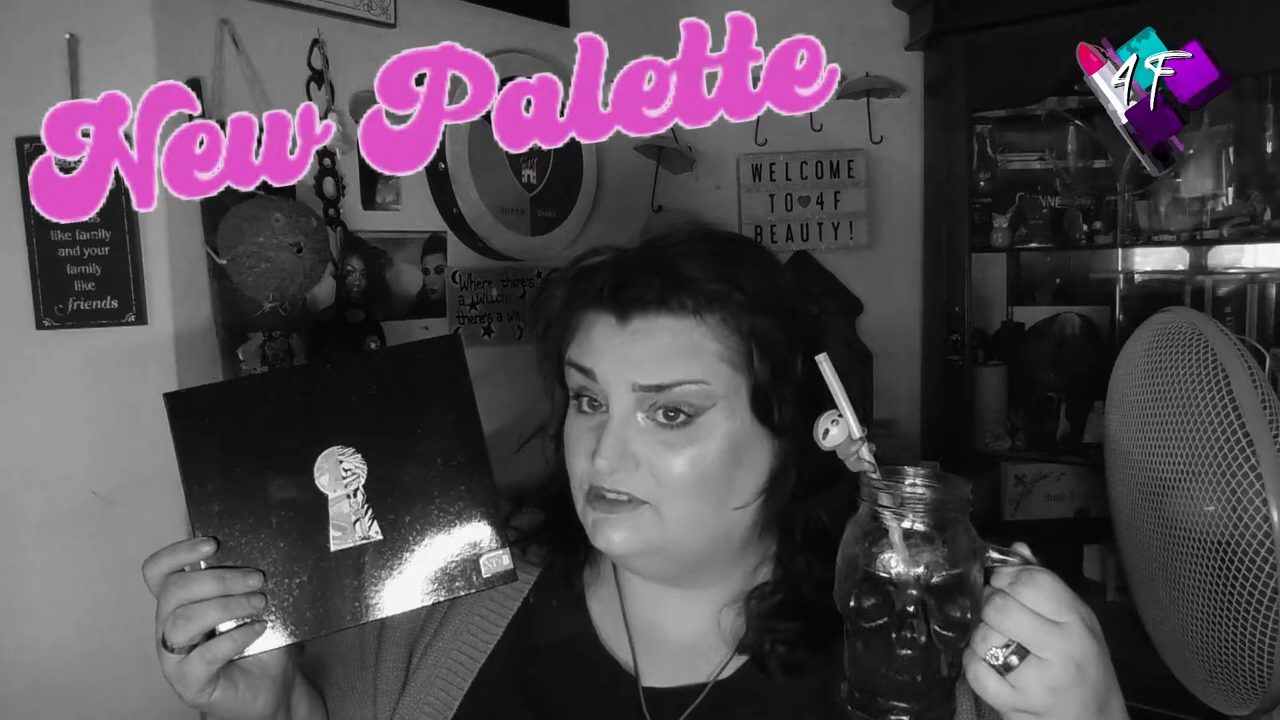 New Palette
4F
WELCOME
TO♥4F
BEAUTY!
like family
and your
family
like
friends
Where there's
a witch
there's a way